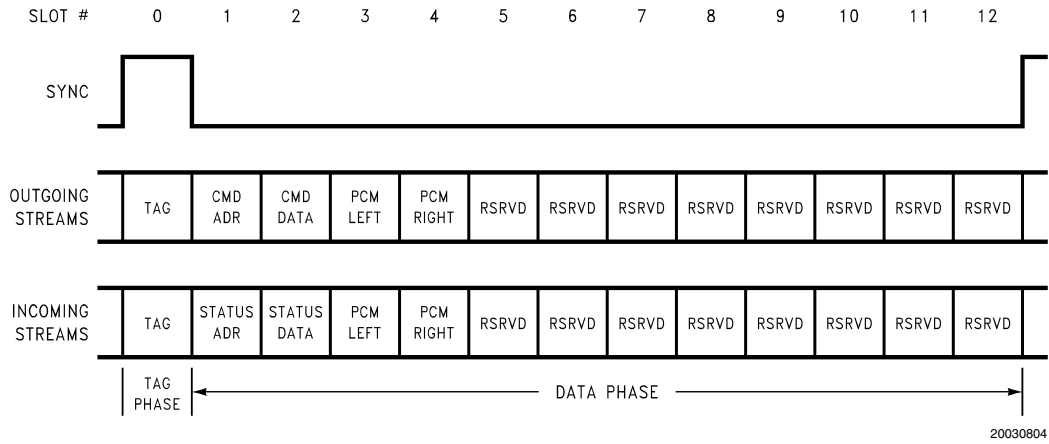 SLOT # 0 1 2 3 4 5 6 7 8 9 10 11 12
SYNC
OUTGOING STREAMS
TAG
CMD ADR
CMD DATA
PCM LEFT
PCM RIGHT
RSRVD RSRVD RSRVD RSRVD RSRVD RSRVD RSRVD RSRVD
INCOMING STREAMS
TAG
STATUS ADR
STATUS DATA
PCM LEFT
PCM RIGHT
RSRVD RSRVD RSRVD RSRVD RSRVD RSRVD RSRVD RSRVD
TAG PHASE
DATA PHASE
20030804